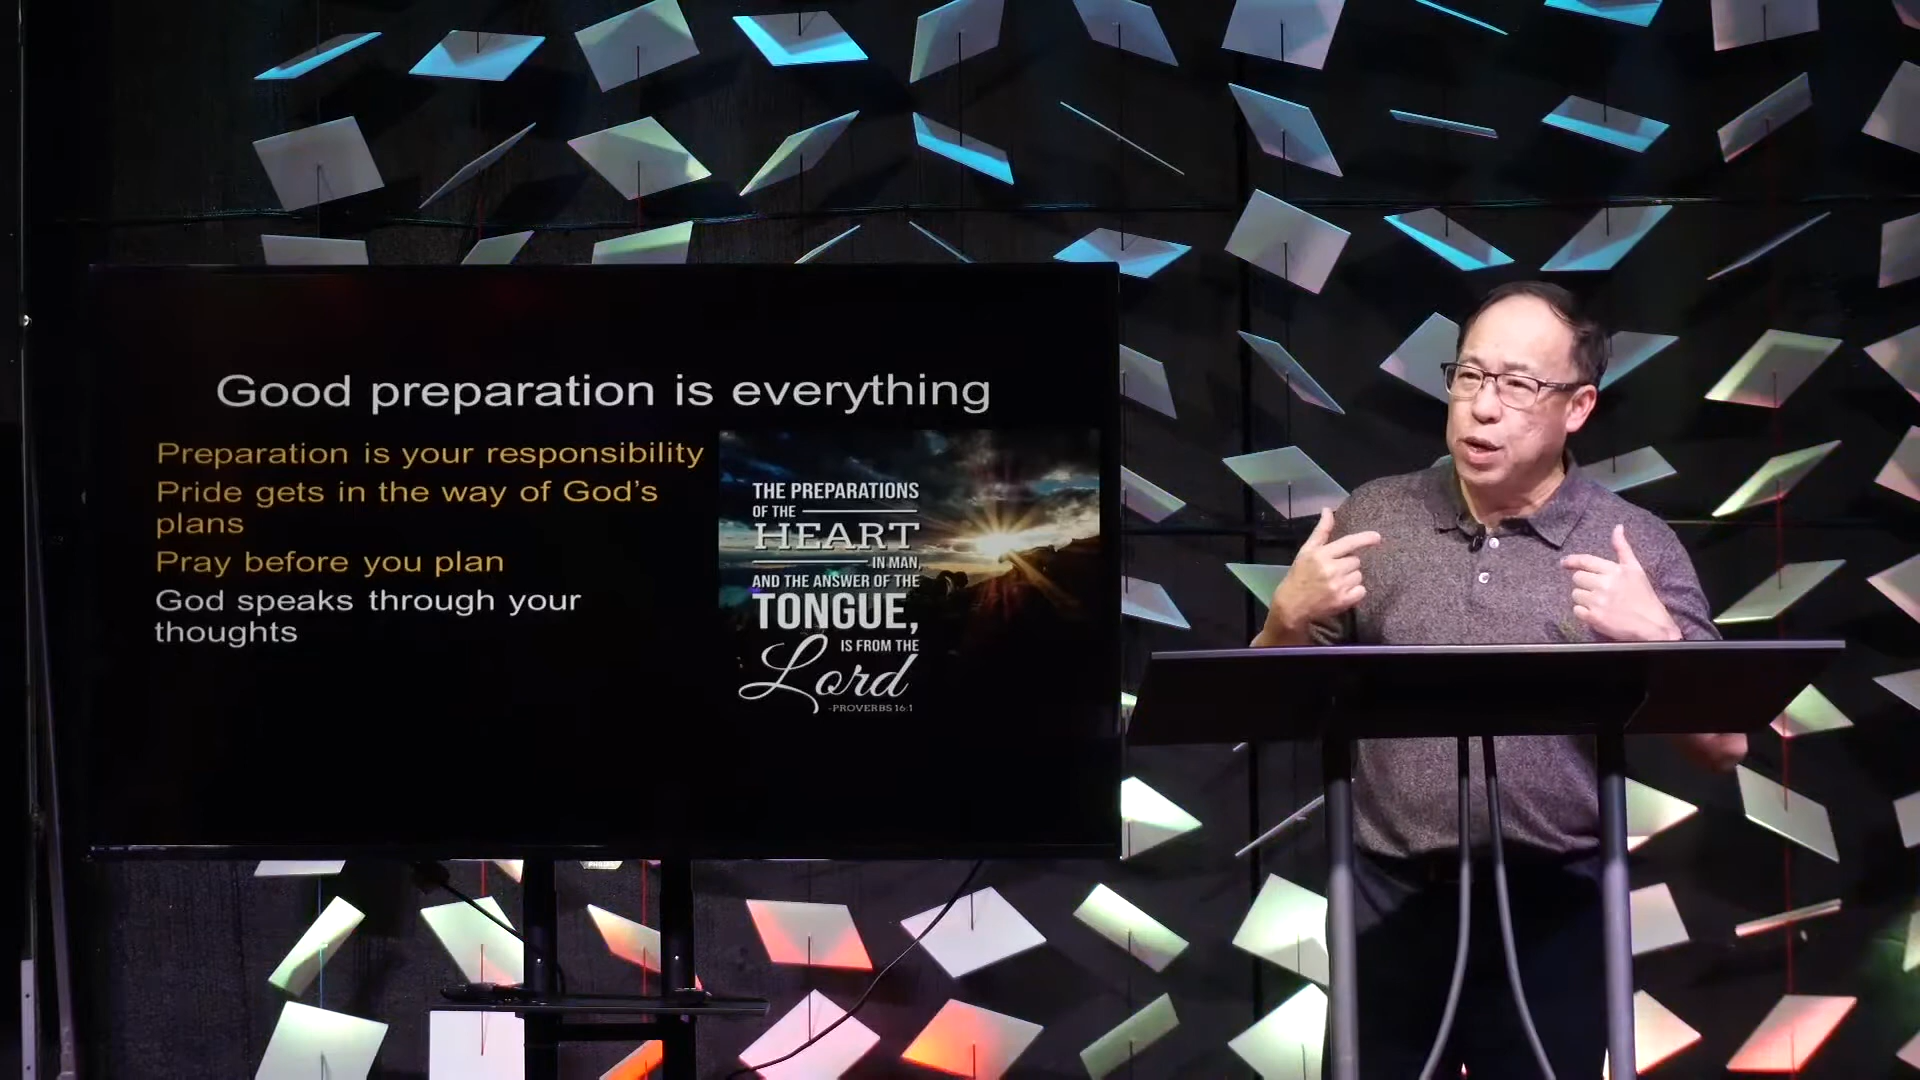 Good preparation is everything
Preparation is your responsibility
Pride gets in the way of God's
plans
Pray before you plan
God speaks through your
thoughts
THE PREPARATIONS
OF THE
HEART
IN MAN,
AND THE ANSWER OF THE
TONGUE,
IS FROM THE
Lord
-PROVERBS 16:1
PHILIPS